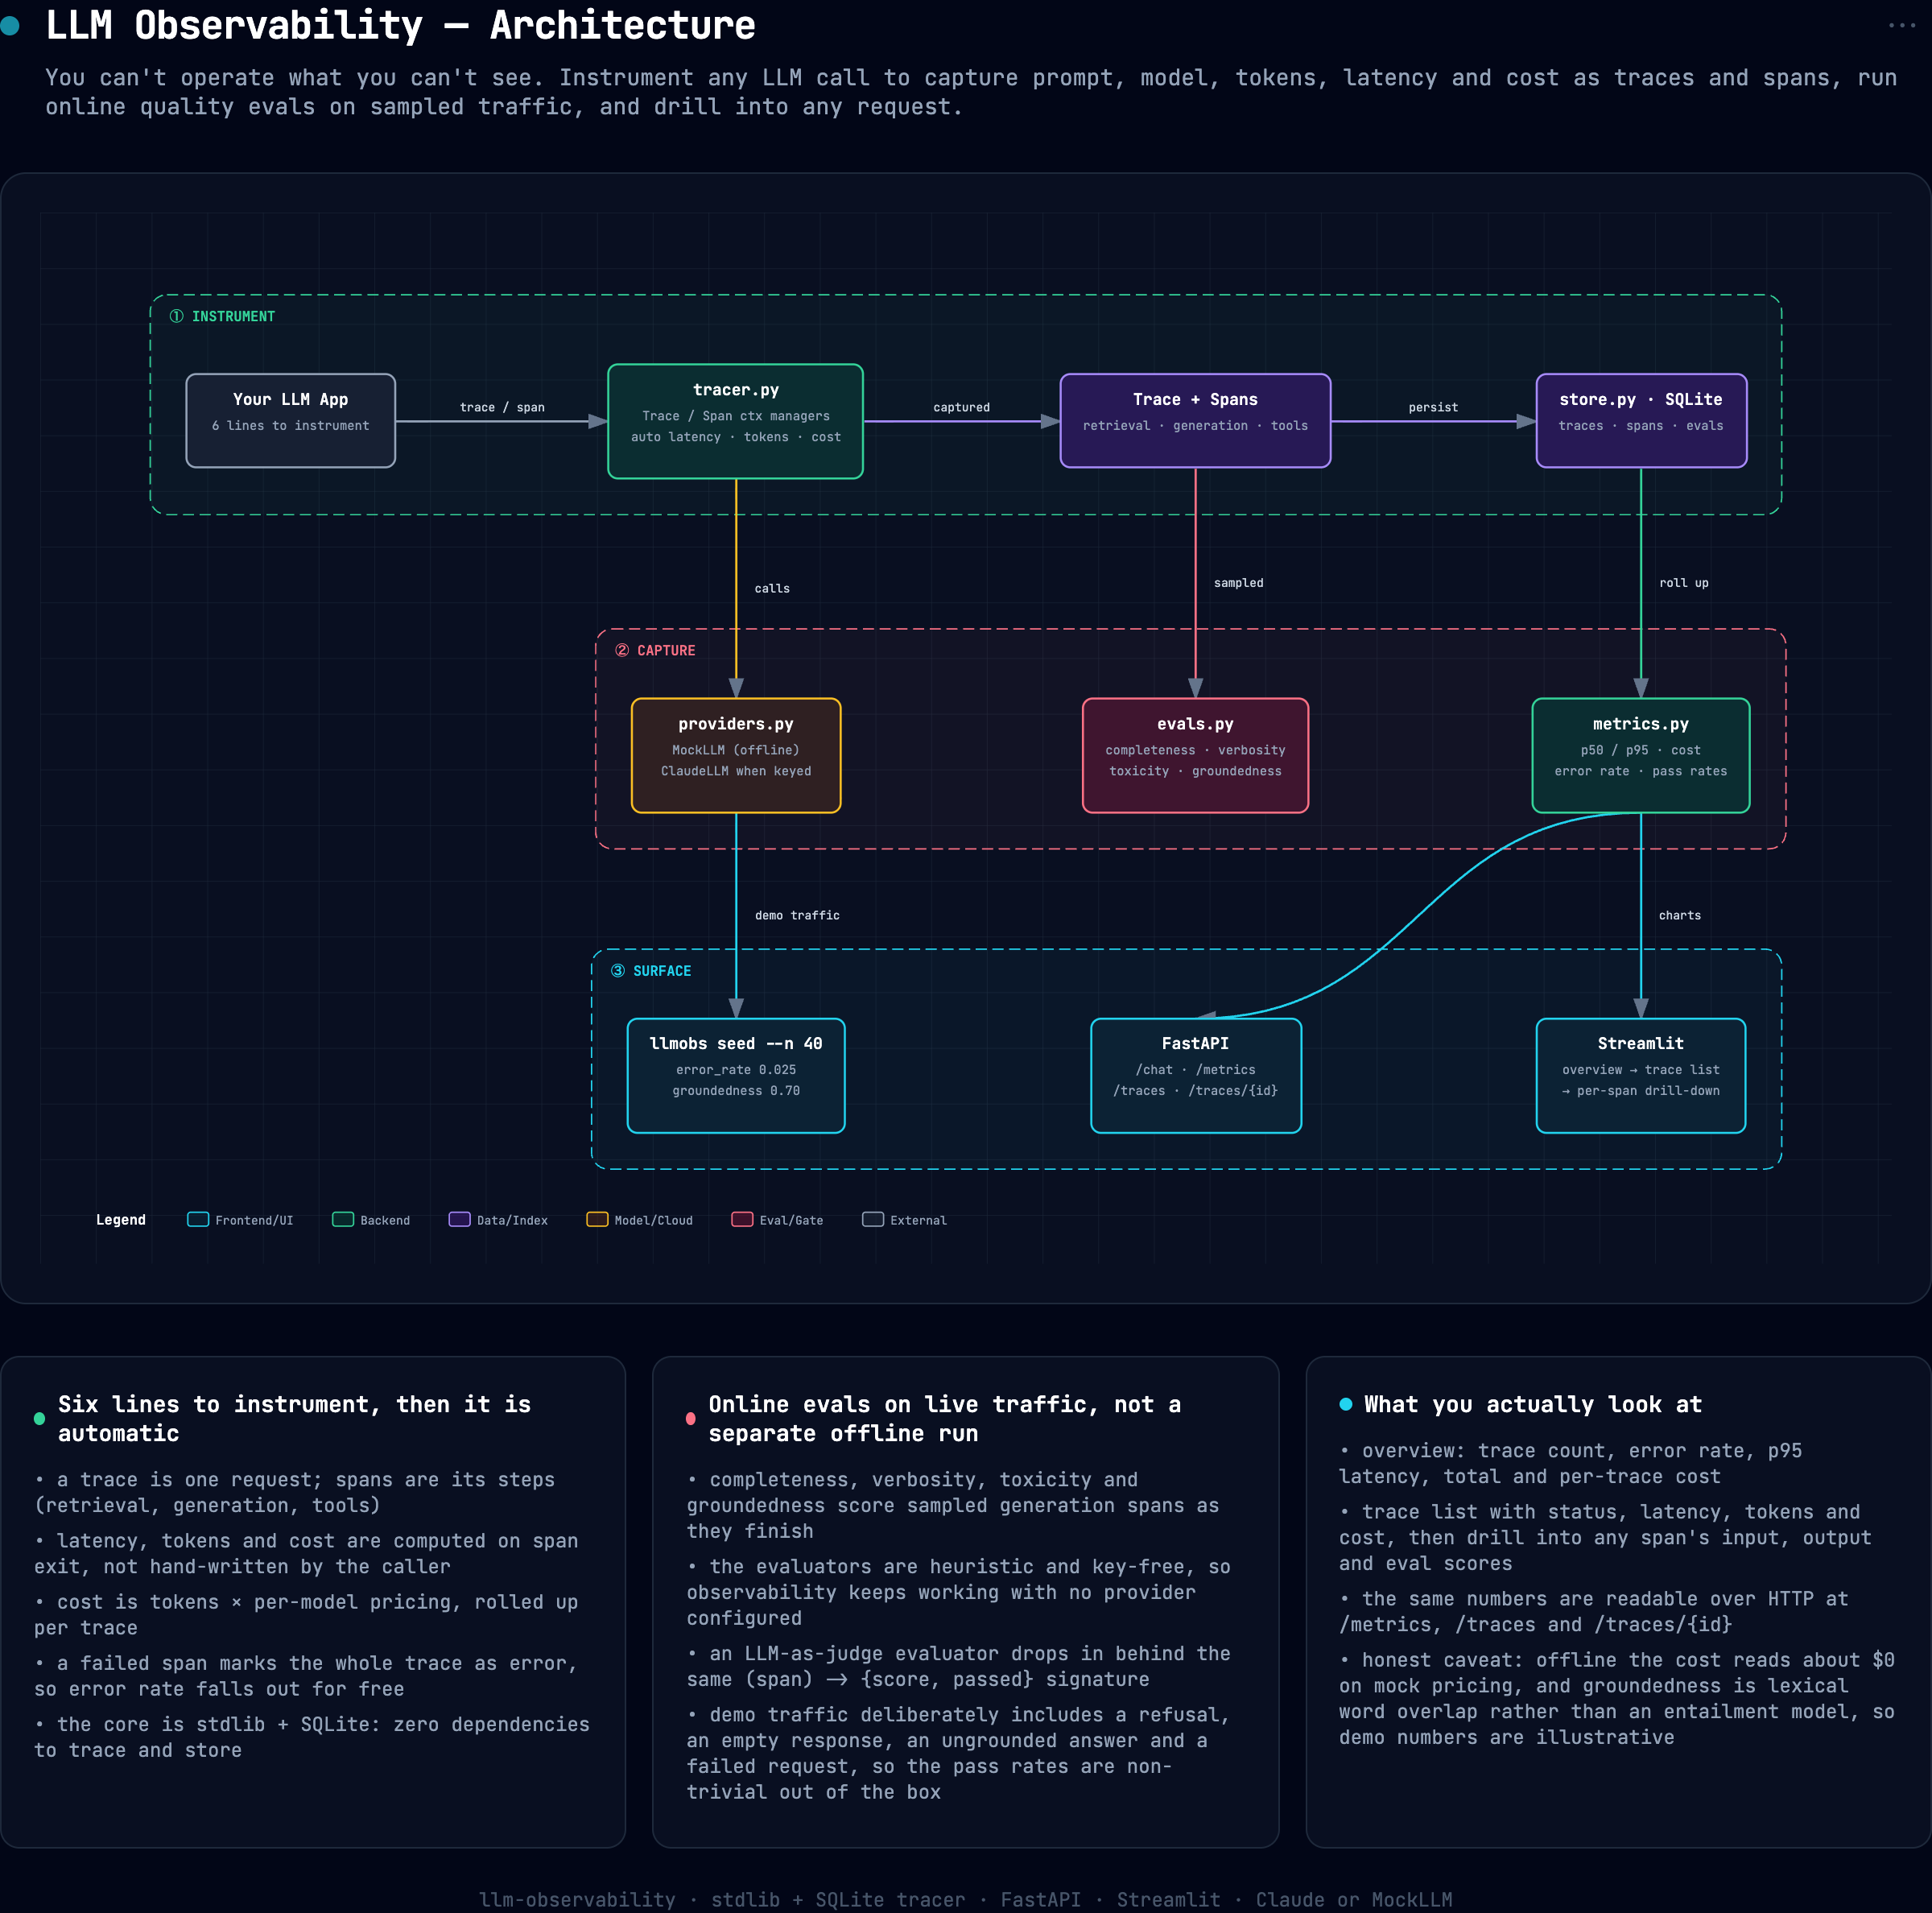 LLM Observability — Architecture
You can't operate what you can't see. Instrument any LLM call to capture prompt, model, tokens, latency and cost as traces and spans, run
online quality evals on sampled traffic, and drill into any request.
① INSTRUMENT
Your LLM App
6 lines to instrument
trace / span
tracer.py
Trace / Span ctx managers
auto latency · tokens · cost
captured
Trace + Spans
retrieval · generation · tools
persist
store.py · SQLite
traces · spans · evals
calls
sampled
roll up
② CAPTURE
providers.py
MockLLM (offline)
ClaudeLLM when keyed
evals.py
completeness · verbosity
toxicity · groundedness
metrics.py
p50 / p95 · cost
error rate · pass rates
demo traffic
charts
③ SURFACE
llmobs seed --n 40
error_rate 0.025
groundedness 0.70
FastAPI
/chat · /metrics
/traces · /traces/{id}
Streamlit
overview → trace list
→ per-span drill-down
Legend
Frontend/UI
Backend
Data/Index
Model/Cloud
Eval/Gate
External
Six lines to instrument, then it is
automatic
• a trace is one request; spans are its steps
(retrieval, generation, tools)
• latency, tokens and cost are computed on span
exit, not hand-written by the caller
• cost is tokens × per-model pricing, rolled up
per trace
• a failed span marks the whole trace as error,
so error rate falls out for free
• the core is stdlib + SQLite: zero dependencies
to trace and store
Online evals on live traffic, not a
separate offline run
• completeness, verbosity, toxicity and
groundedness score sampled generation spans as
they finish
• the evaluators are heuristic and key-free, so
observability keeps working with no provider
configured
• an LLM-as-judge evaluator drops in behind the
same (span) → {score, passed} signature
• demo traffic deliberately includes a refusal,
an empty response, an ungrounded answer and a
failed request, so the pass rates are non-
trivial out of the box
What you actually look at
• overview: trace count, error rate, p95
latency, total and per-trace cost
• trace list with status, latency, tokens and
cost, then drill into any span's input, output
and eval scores
• the same numbers are readable over HTTP at
/metrics, /traces and /traces/{id}
• honest caveat: offline the cost reads about $0
on mock pricing, and groundedness is lexical
word overlap rather than an entailment model, so
demo numbers are illustrative
llm-observability · stdlib + SQLite tracer · FastAPI · Streamlit · Claude or MockLLM